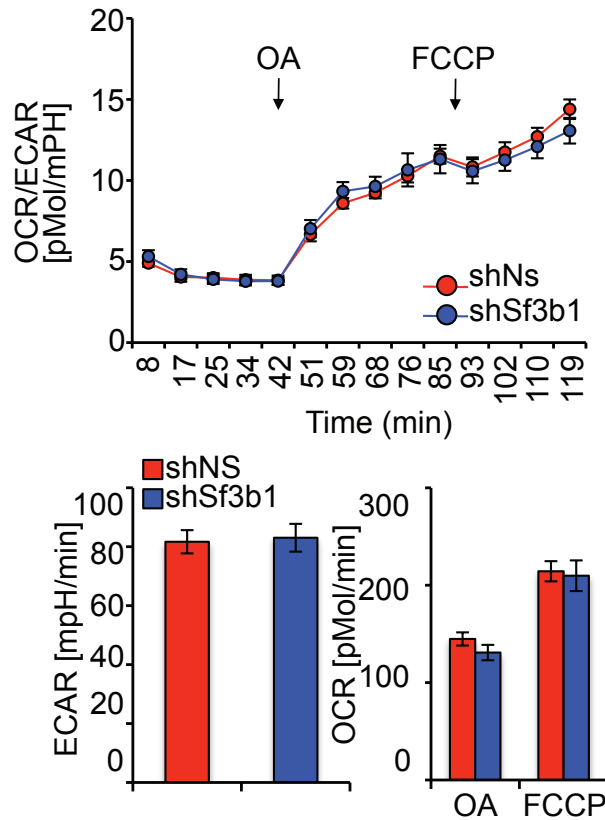 20
15
10
5
0
OCR/ECAR
[pMol/mPH]
OA
FCCP
shNs
shSf3b1
8 17 25 34 42 51 59 68 76 85 93 102 110 119
Time (min)
shNS
shSf3b1
100
80
60
40
20
0
ECAR [mpH/min]
300
200
100
0
OCR [pMol/min]
OA FCCP